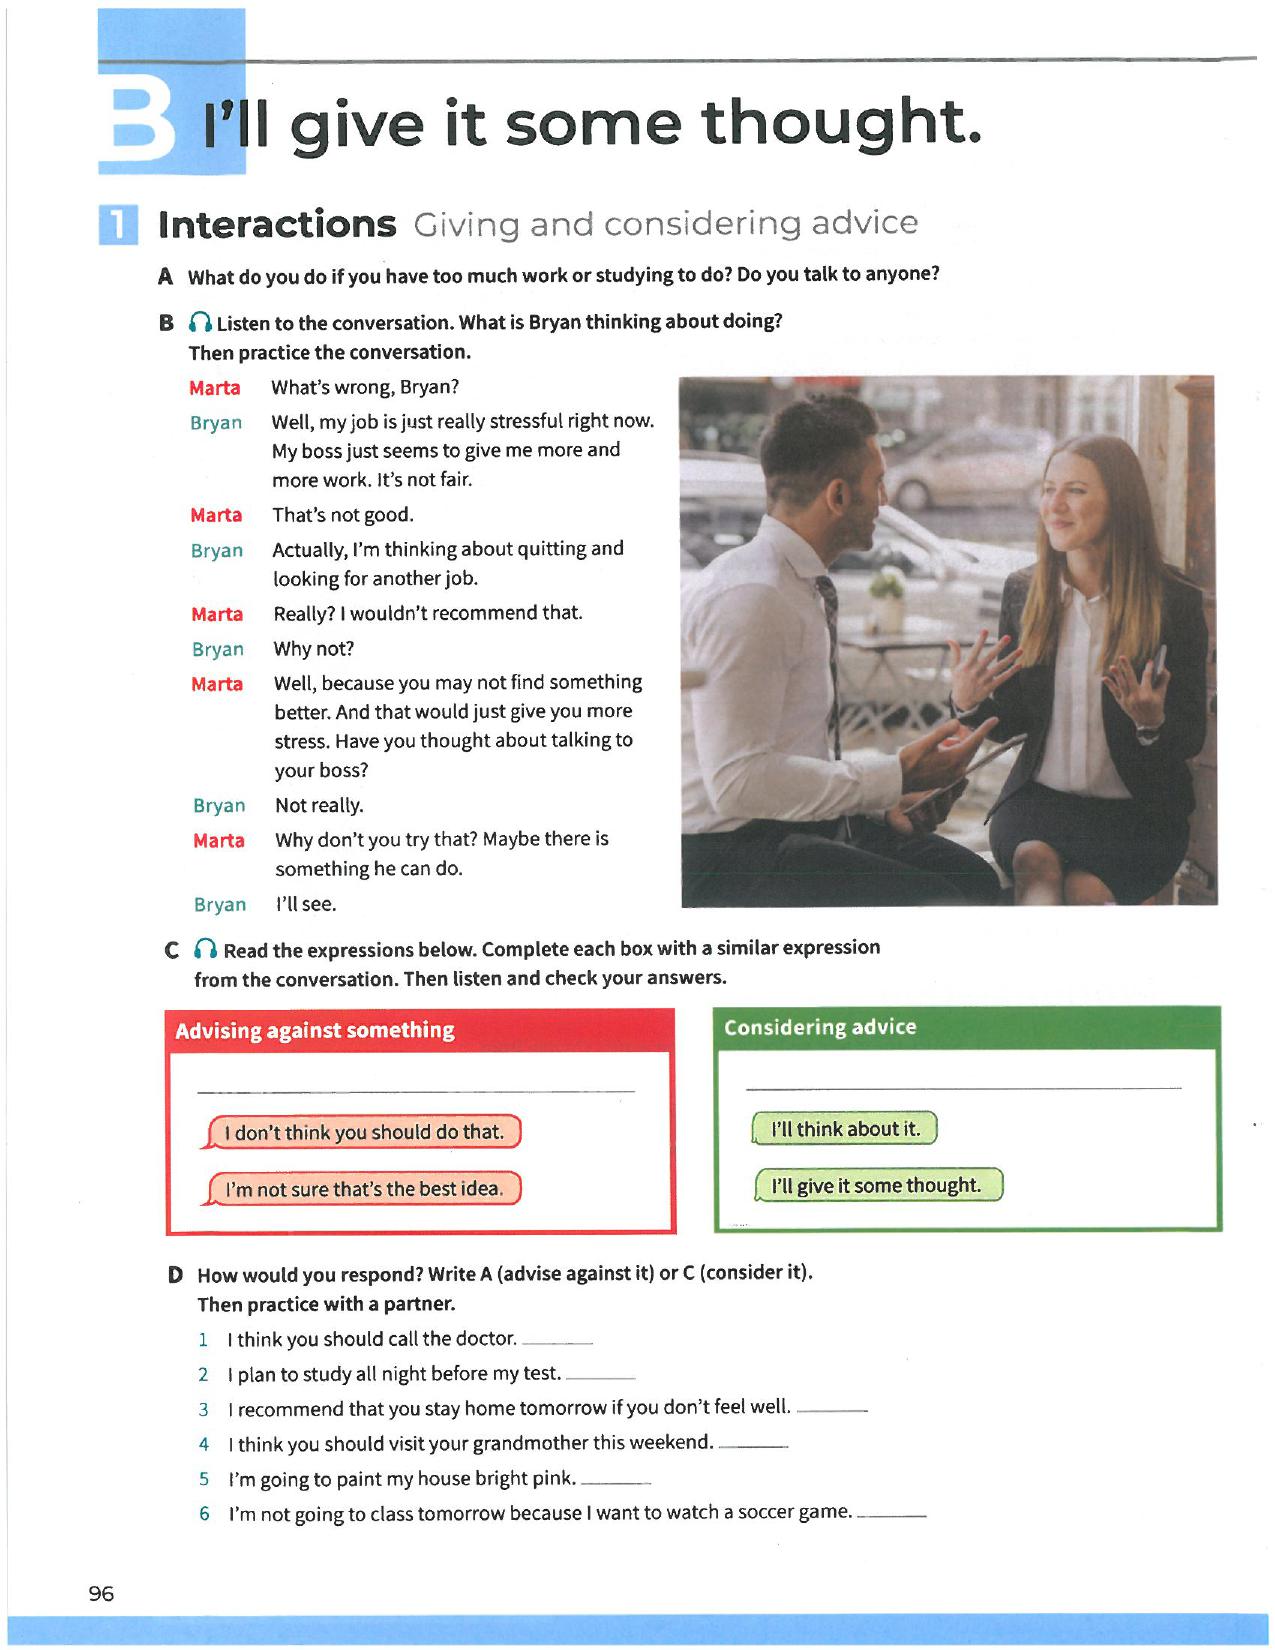 B I'll give it some thought.
1 Interactions Giving and considering advice
A What do you do if you have too much work or studying to do? Do you talk to anyone?
B Listen to the conversation. What is Bryan thinking about doing?
Then practice the conversation.
Marta What's wrong, Bryan?
Bryan Well, my job is just really stressful right now.
My boss just seems to give me more and
more work. It's not fair.
Marta That's not good.
Bryan Actually, I'm thinking about quitting and
looking for another job.
Marta Really? I wouldn't recommend that.
Bryan Why not?
Marta Well, because you may not find something
better. And that would just give you more
stress. Have you thought about talking to
your boss?
Bryan Not really.
Marta Why don't you try that? Maybe there is
something he can do.
Bryan I'll see.
C Read the expressions below. Complete each box with a similar expression
from the conversation. Then listen and check your answers.
Advising against something
I don't think you should do that.
I'm not sure that's the best idea.
Considering advice
I'll think about it.
I'll give it some thought.
D How would you respond? Write A (advise against it) or C (consider it).
Then practice with a partner.
1 I think you should call the doctor.
2 I plan to study all night before my test.
3 I recommend that you stay home tomorrow if you don't feel well.
4 I think you should visit your grandmother this weekend.
5 I'm going to paint my house bright pink.
6 I'm not going to class tomorrow because I want to watch a soccer game.
96